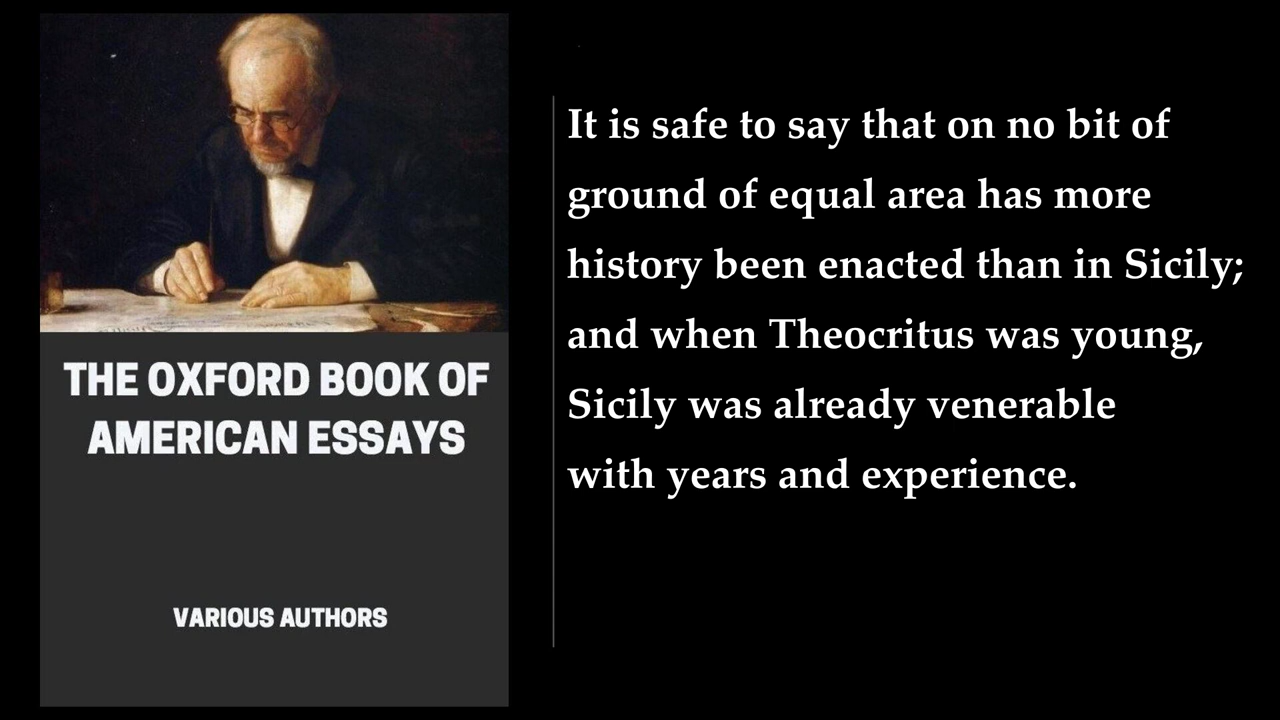 THE OXFORD BOOK OF
AMERICAN ESSAYS
VARIOUS AUTHORS
It is safe to say that on no bit of
ground of equal area has more
history been enacted than in Sicily;
and when Theocritus was young,
Sicily was already venerable
with years and experience.